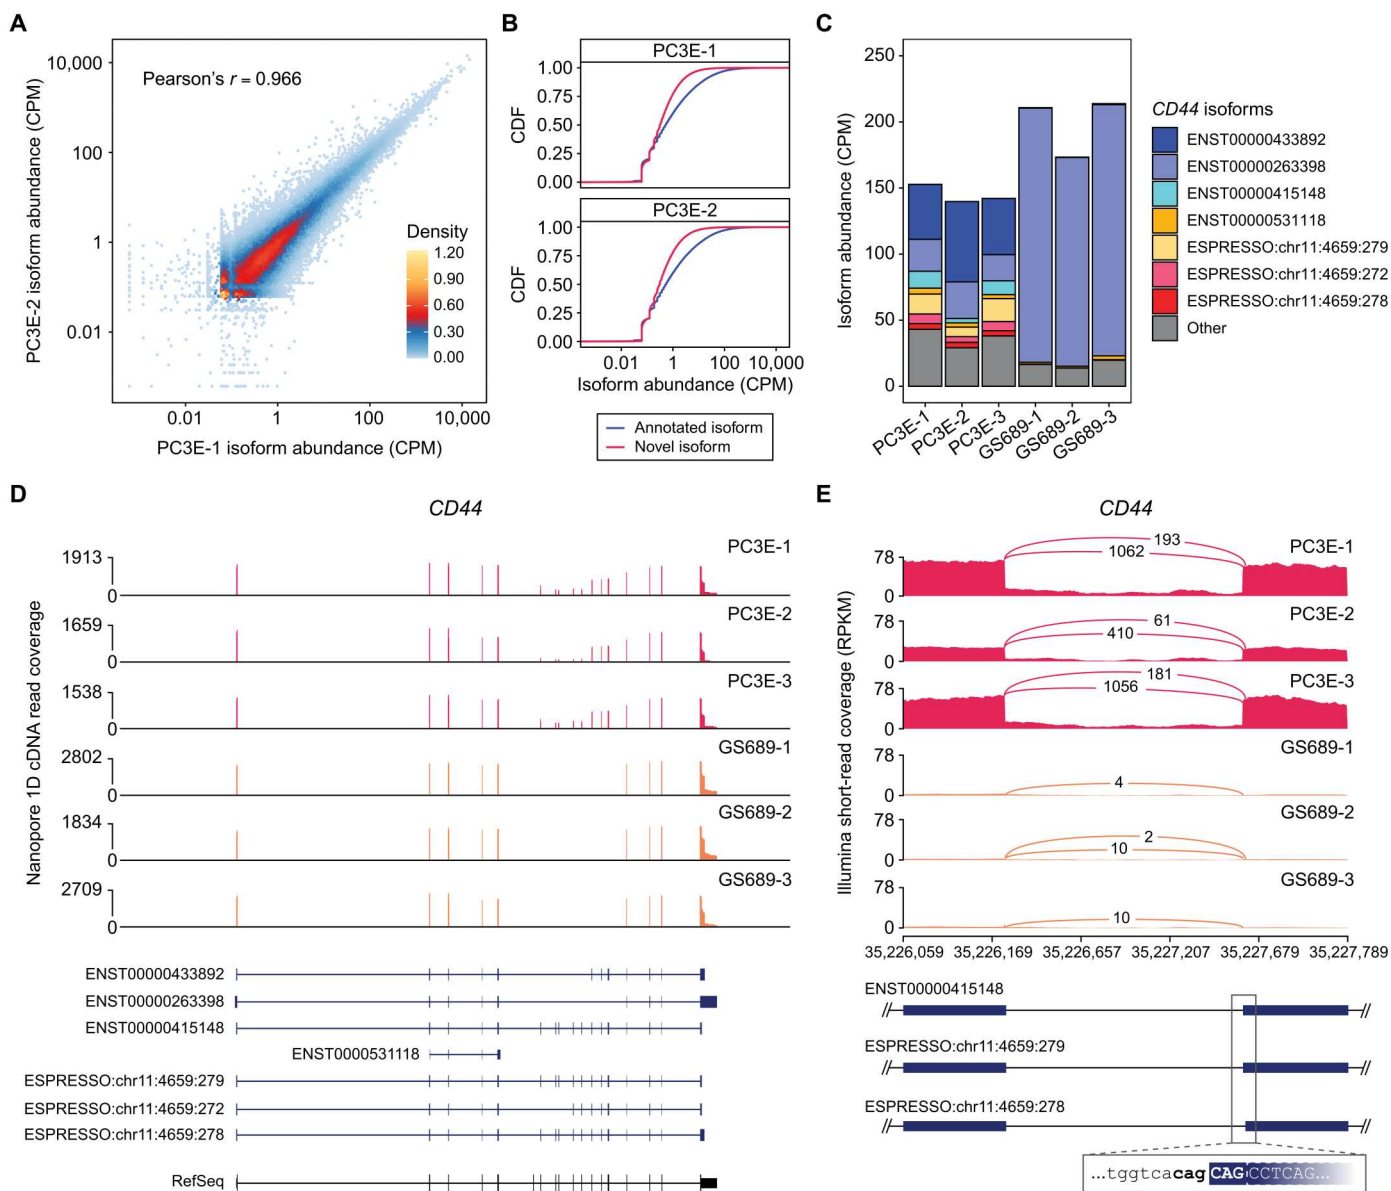 A
Pearson's r = 0.966
PC3E-2 isoform abundance (CPM)
10,000
100
1
0.01
Density
1.20
0.90
0.60
0.30
0.00
0.01
1
100
10,000
PC3E-1 isoform abundance (CPM)
B
PC3E-1
CDF
1.00
0.75
0.50
0.25
0.00
PC3E-2
CDF
1.00
0.75
0.50
0.25
0.00
0.01
1
100
10,000
Isoform abundance (CPM)
Annotated isoform
Novel isoform
C
Isoform abundance (CPM)
250
200
150
100
50
0
PC3E-1
PC3E-2
PC3E-3
GS689-1
GS689-2
GS689-3
CD44 isoforms
ENST00000433892
ENST00000263398
ENST00000415148
ENST00000531118
ESPRESSO:chr11:4659:279
ESPRESSO:chr11:4659:272
ESPRESSO:chr11:4659:278
Other
D
CD44
Nanopore 1D cDNA read coverage
1913
0
PC3E-1
1659
0
PC3E-2
1538
0
PC3E-3
2802
0
GS689-1
1834
0
GS689-2
2709
0
GS689-3
ENST00000433892
ENST00000263398
ENST00000415148
ENST0000531118
ESPRESSO:chr11:4659:279
ESPRESSO:chr11:4659:272
ESPRESSO:chr11:4659:278
RefSeq
E
CD44
Illumina short-read coverage (RPKM)
78
0
193
1062
PC3E-1
78
0
61
410
PC3E-2
78
0
181
1056
PC3E-3
78
0
4
GS689-1
78
0
2
10
GS689-2
78
0
10
GS689-3
35,226,059
35,226,169
35,226,657
35,227,207
35,227,679
35,227,789
ENST00000415148
ESPRESSO:chr11:4659:279
ESPRESSO:chr11:4659:278
...tggtcacagCAGCCTCAG...